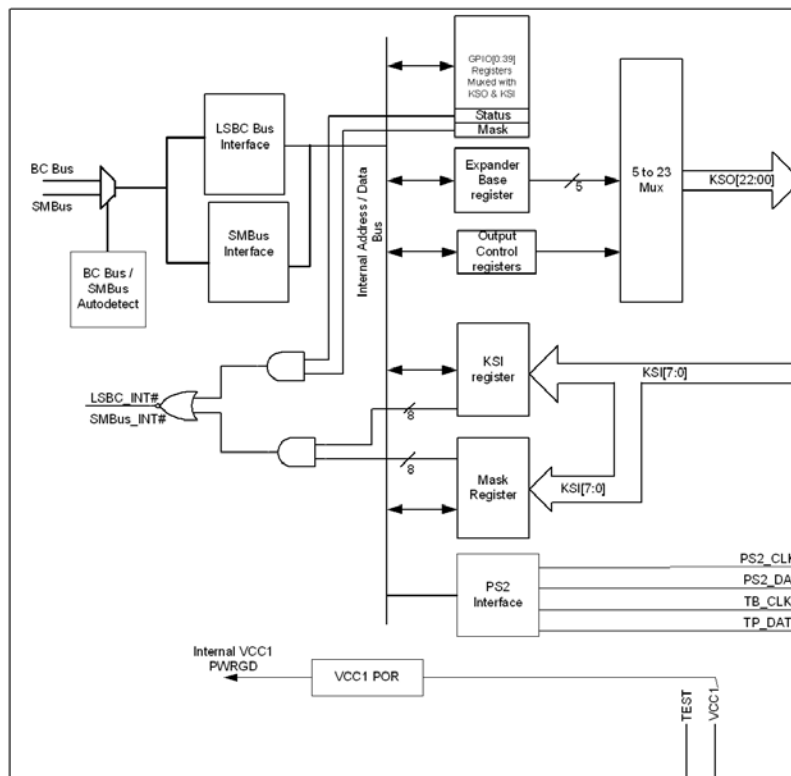 GPIO[0:39]
Registers
Muxed with
KSO & KSI
Status
Mask
LSBC Bus
Interface
BC Bus
SMBus
Expander
Base
register
5
5 to 23
Mux
KSO[22:00]
SMBus
Interface
Internal Address / Data
Bus
Output
Control
registers
BC Bus /
SMBus
Autodetect
KSI
register
KSI[7:0]
LSBC_INT#
SMBus_INT#
8
8
Mask
Register
KSI[7:0]
PS2
Interface
PS2_CLK
PS2_DA
TB_CLK
TP_DAT
Internal VCC1
PWRGD
VCC1 POR
TEST
VCC1